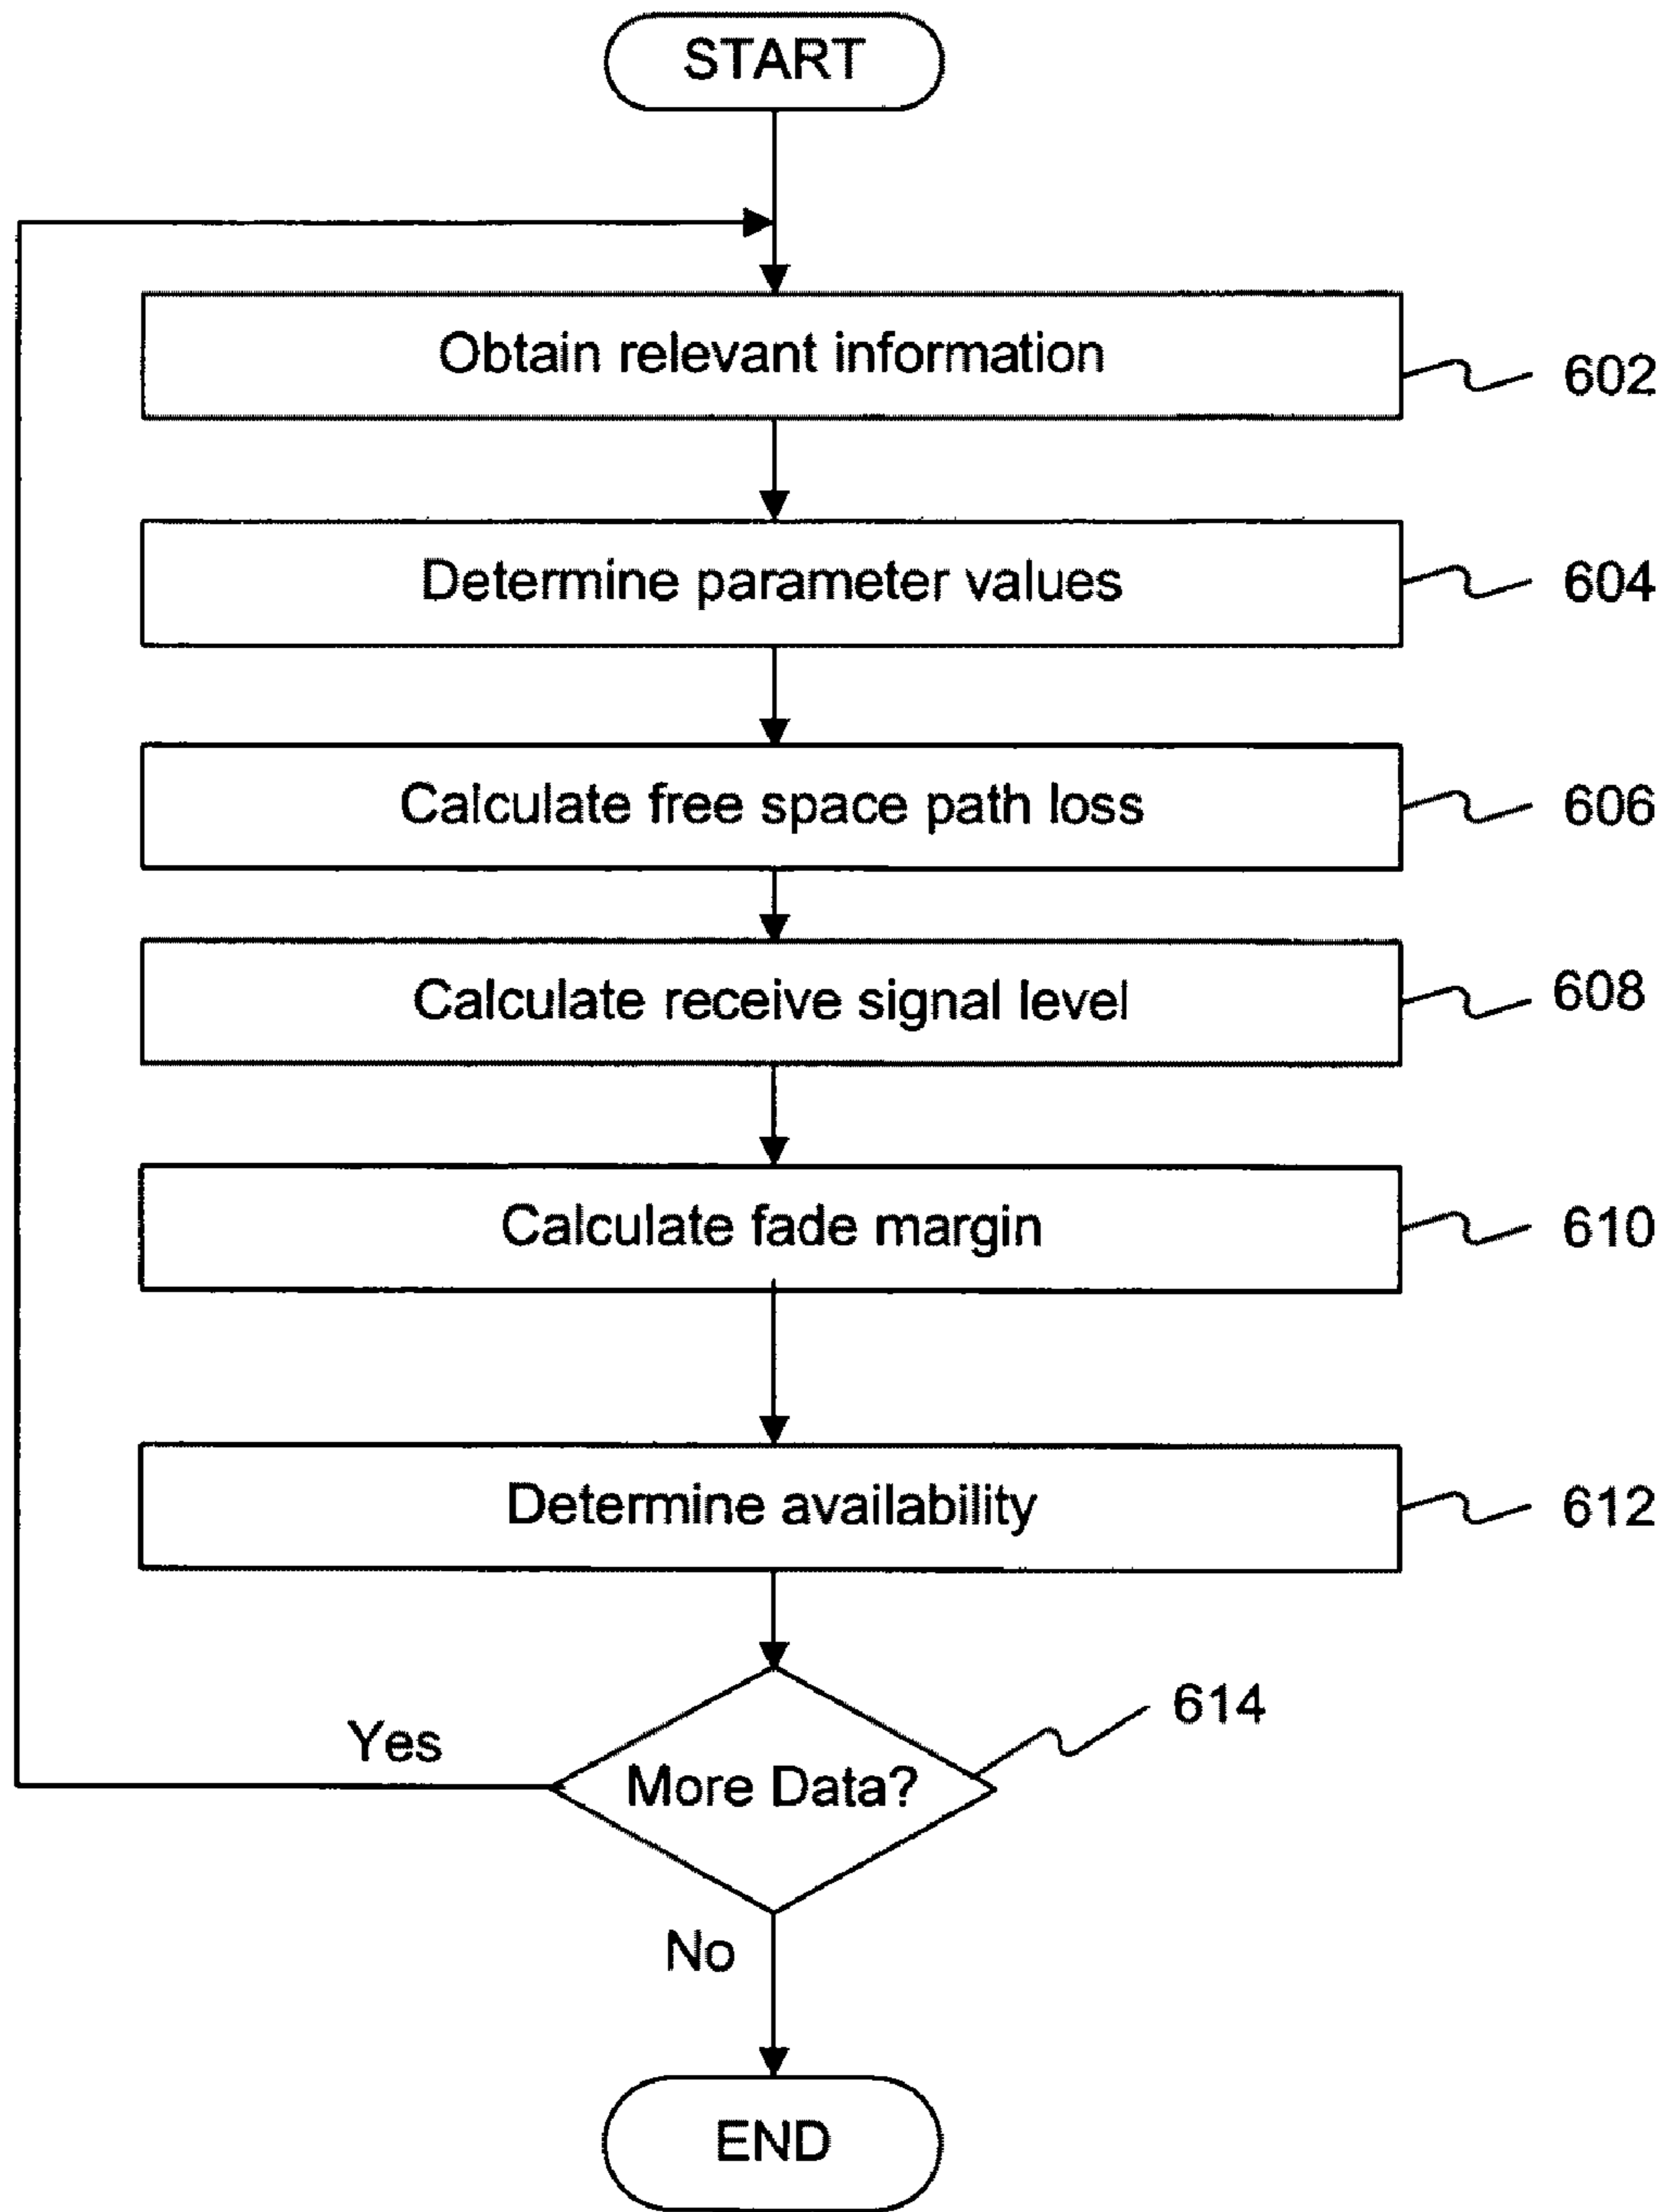 START
Obtain relevant information
602
Determine parameter values
604
Calculate free space path loss
606
Calculate receive signal level
608
Calculate fade margin
610
Determine availability
612
614
Yes
More Data?
No
END